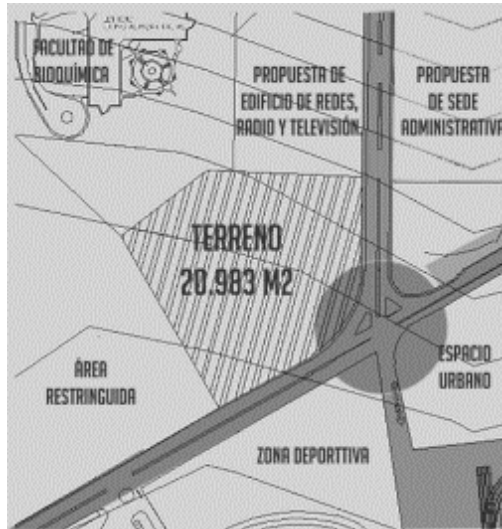 FACULTAD DE
BIOQUÍMICA
PROPUESTA DE
EDIFICIO DE REDES,
RADIO Y TELEVISIÓN
PROPUESTA
DE SEDE
ADMINISTRATIVA
TERRENO
20.983 M2
ÁREA
RESTRINGUIDA
ESPACIO
URBANO
ZONA DEPORTTIVA